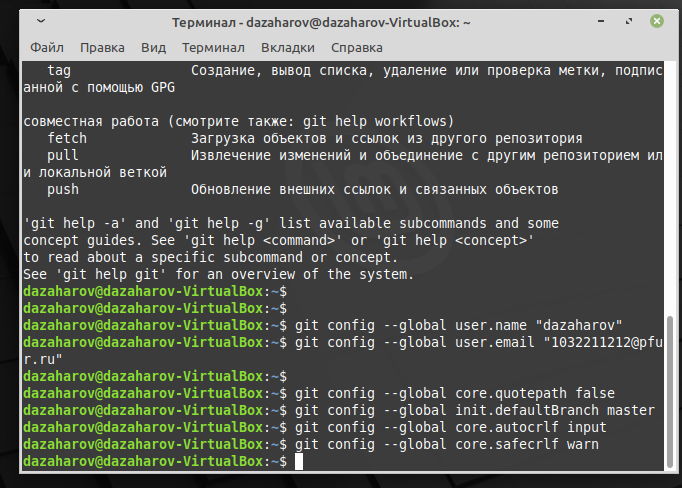 Терминал - dazaharov@dazaharov-VirtualBox: ~
Файл Правка Вид Терминал Вкладки Справка
tag Создание, вывод списка, удаление или проверка метки, подпис
анной с помощью GPG
совместная работа (смотрите также: git help workflows)
fetch Загрузка объектов и ссылок из другого репозитория
pull Извлечение изменений и объединение с другим репозиторием ил
и локальной веткой
push Обновление внешних ссылок и связанных объектов
'git help -a' and 'git help -g' list available subcommands and some
concept guides. See 'git help <command>' or 'git help <concept>'
to read about a specific subcommand or concept.
See 'git help git' for an overview of the system.
dazaharov@dazaharov-VirtualBox:~$
dazaharov@dazaharov-VirtualBox:~$
dazaharov@dazaharov-VirtualBox:~$ git config --global user.name "dazaharov"
dazaharov@dazaharov-VirtualBox:~$ git config --global user.email "1032211212@pfu
r.ru"
dazaharov@dazaharov-VirtualBox:~$
dazaharov@dazaharov-VirtualBox:~$ git config --global core.quotepath false
dazaharov@dazaharov-VirtualBox:~$ git config --global init.defaultBranch master
dazaharov@dazaharov-VirtualBox:~$ git config --global core.autocrlf input
dazaharov@dazaharov-VirtualBox:~$ git config --global core.safecrlf warn
dazaharov@dazaharov-VirtualBox:~$